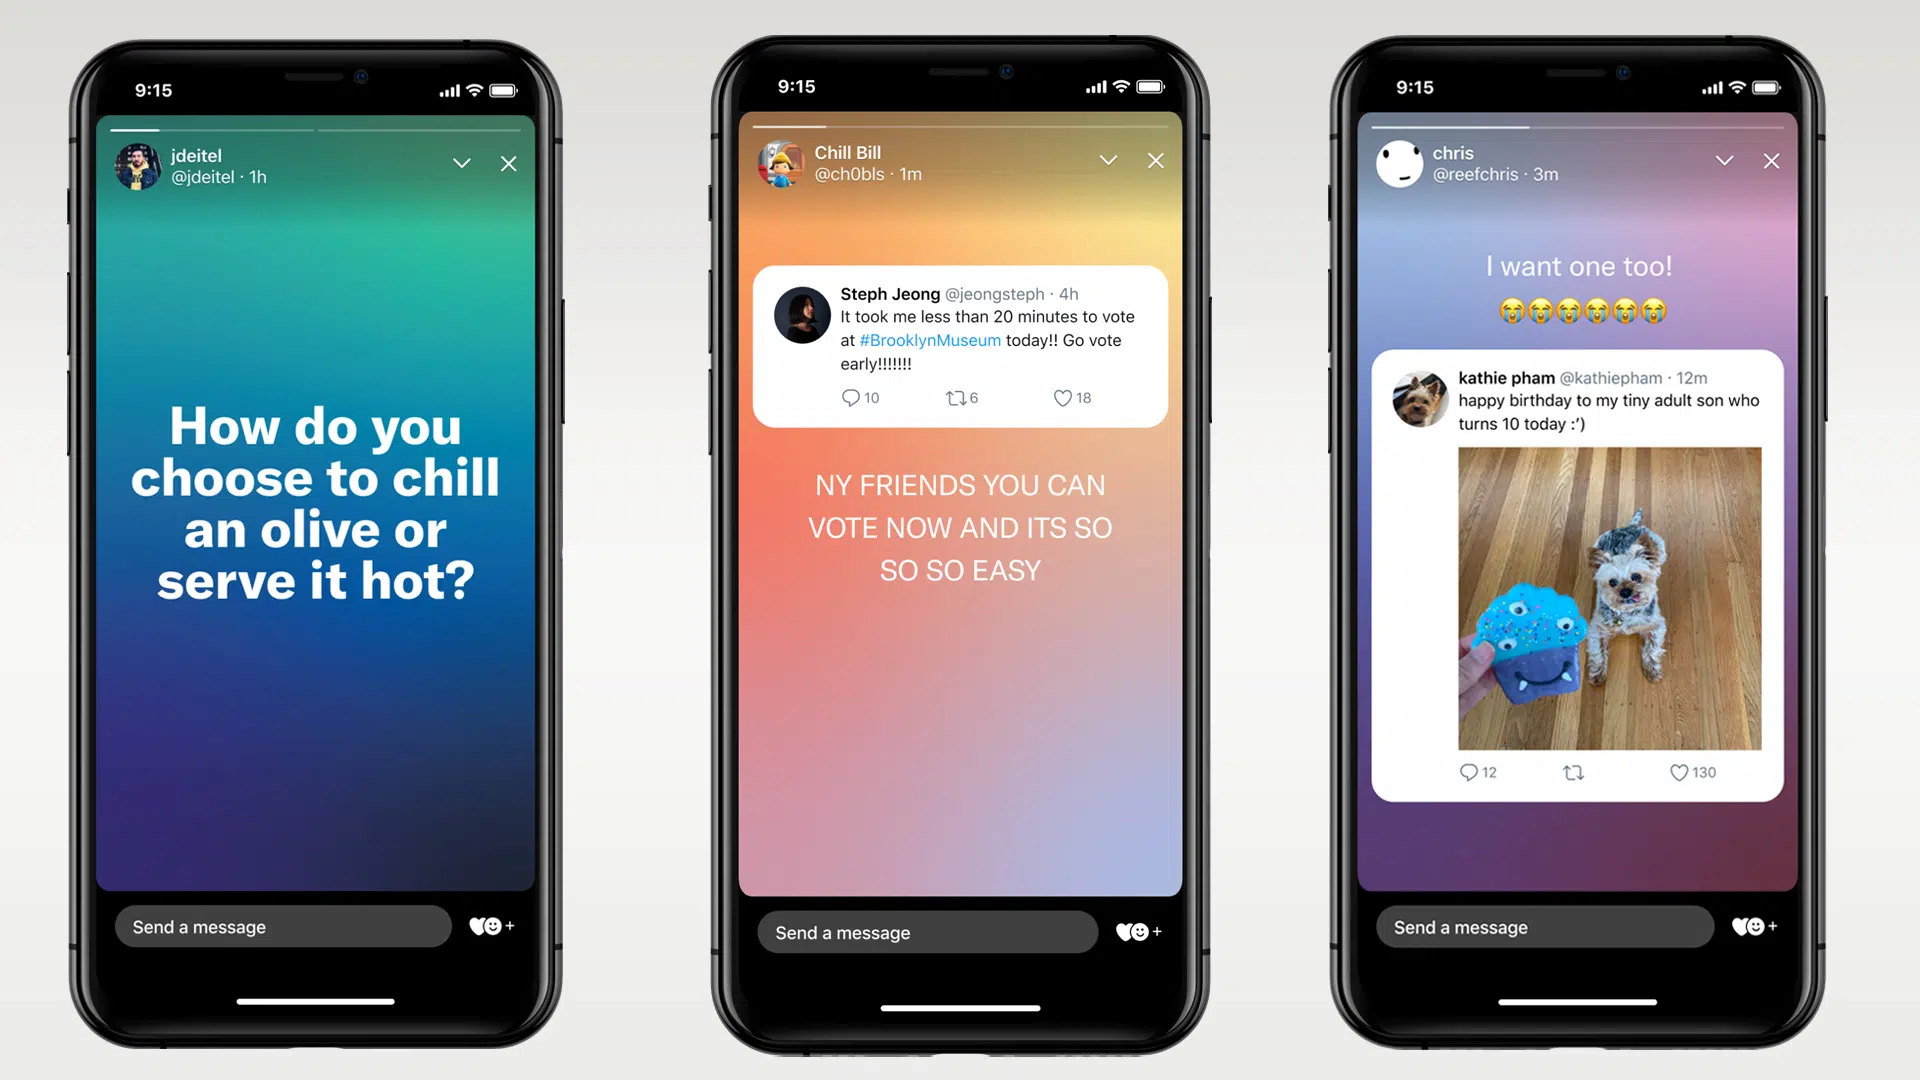 9:15
jdeitel
@jdeitel · 1h
How do you
choose to chill
an olive or
serve it hot?
Send a message
9:15
Chill Bill
@ch0bls · 1m
Steph Jeong @jeongsteph · 4h
It took me less than 20 minutes to vote
at #BrooklynMuseum today!! Go vote
early!!!!!!!
10 6 18
NY FRIENDS YOU CAN
VOTE NOW AND ITS SO
SO SO EASY
Send a message
9:15
chris
@reefchris · 3m
I want one too!
😭😭😭😭😭😭
kathie pham @kathiepham · 12m
happy birthday to my tiny adult son who
turns 10 today :’)
12 130
Send a message